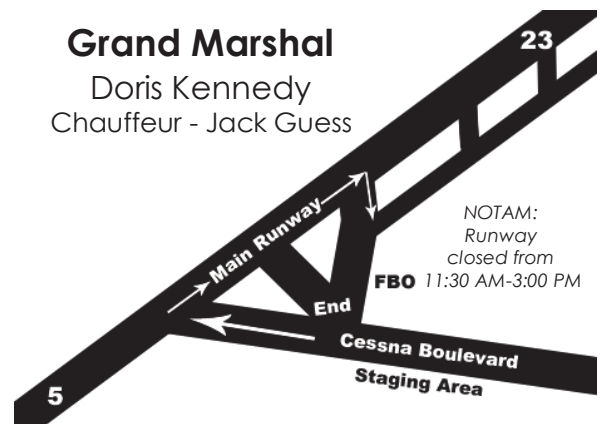 Grand Marshal
Doris Kennedy
Chauffeur - Jack Guess
23
Main Runway
NOTAM:
Runway
closed from
11:30 AM-3:00 PM
FBO
End
Cessna Boulevard
Staging Area
5